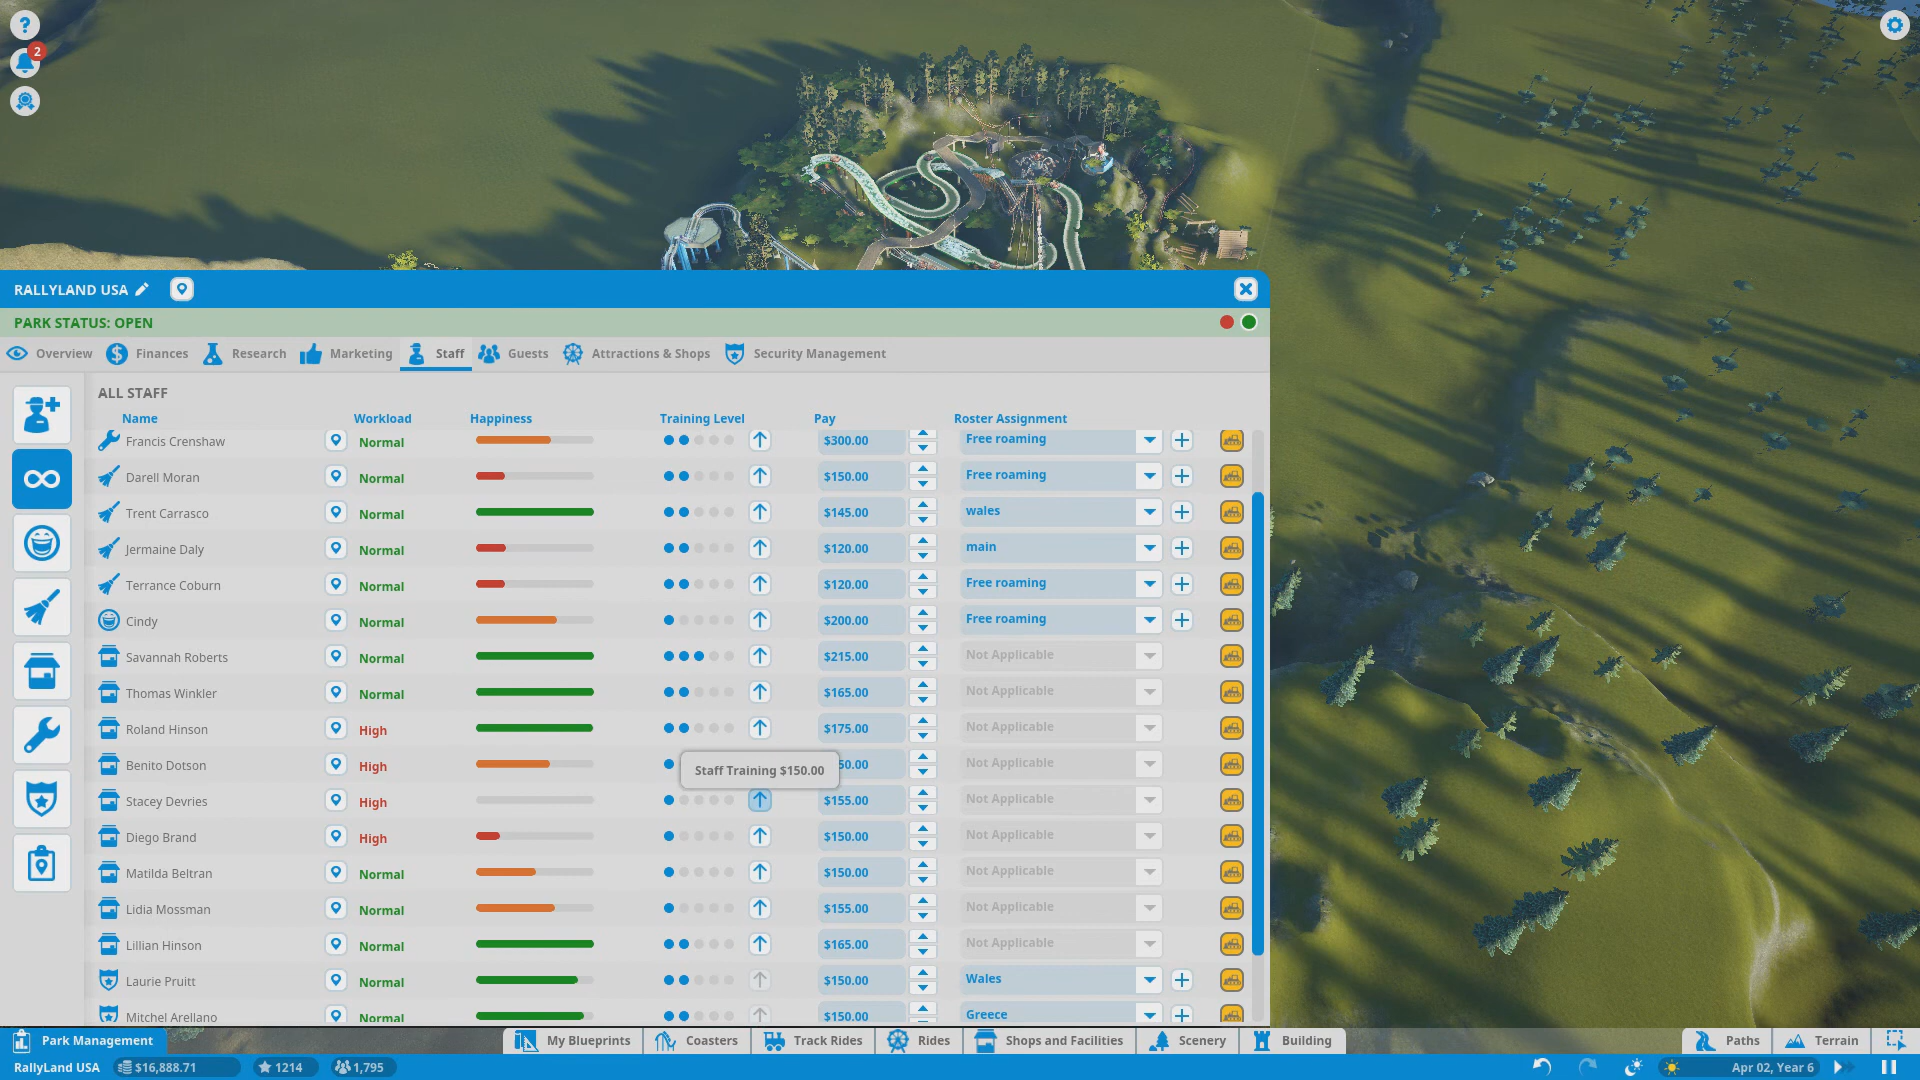 ?
2
RALLYLAND USA
PARK STATUS: OPEN
Overview Finances Research Marketing Staff Guests Attractions & Shops Security Management
ALL STAFF
Name Workload Happiness Training Level Pay Roster Assignment
Francis Crenshaw Normal $300.00 Free roaming
Darell Moran Normal $150.00 Free roaming
Trent Carrasco Normal $145.00 wales
Jermaine Daly Normal $120.00 main
Terrance Coburn Normal $120.00 Free roaming
Cindy Normal $200.00 Free roaming
Savannah Roberts Normal $215.00 Not Applicable
Thomas Winkler Normal $165.00 Not Applicable
Roland Hinson High $175.00 Not Applicable
Benito Dotson High 50.00 Not Applicable
Staff Training $150.00
Stacey Devries High $155.00 Not Applicable
Diego Brand High $150.00 Not Applicable
Matilda Beltran Normal $150.00 Not Applicable
Lidia Mossman Normal $155.00 Not Applicable
Lillian Hinson Normal $165.00 Not Applicable
Laurie Pruitt Normal $150.00 Wales
Mitchel Arellano Normal $150.00 Greece
Park Management My Blueprints Coasters Track Rides Rides Shops and Facilities Scenery Building Paths Terrain
RallyLand USA $16,888.71 1214 1,795 Apr 02, Year 6